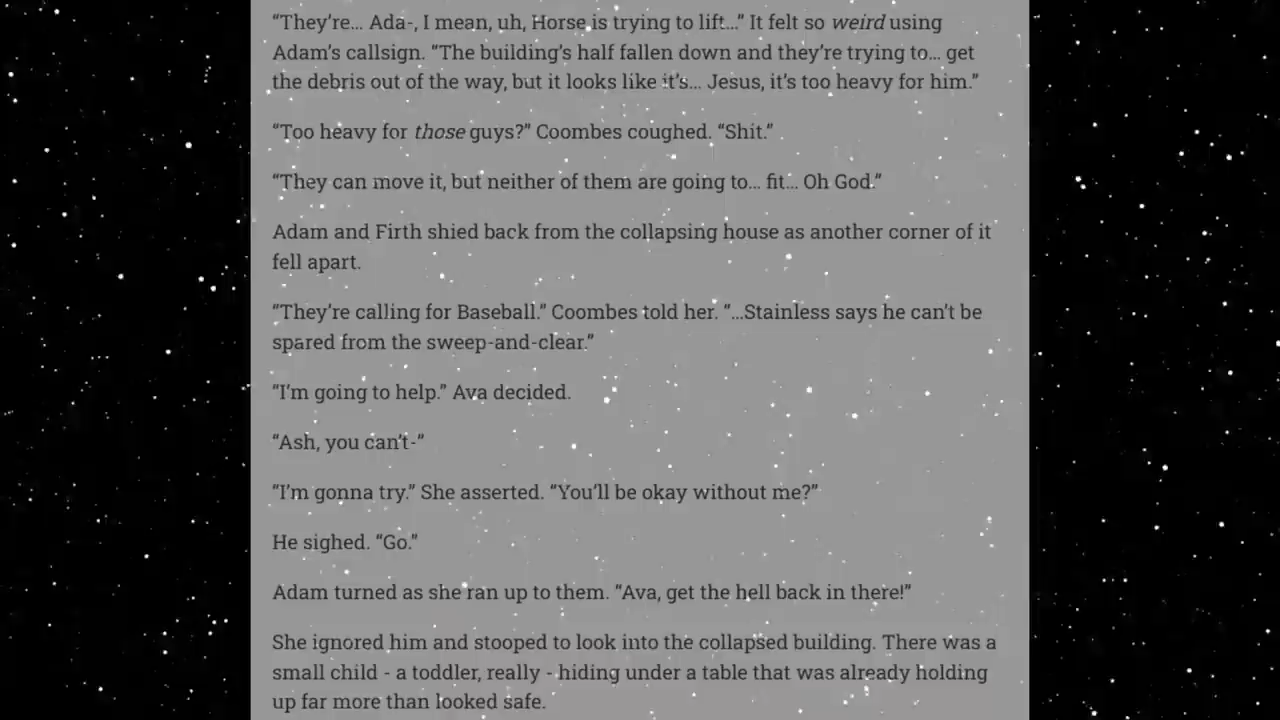 “They’re… Ada-, I mean, uh, Horse is trying to lift…” It felt so weird using
Adam’s callsign. “The building’s half fallen down and they’re trying to… get
the debris out of the way, but it looks like it’s… Jesus, it’s too heavy for him.”
“Too heavy for those guys?” Coombes coughed. “Shit.”
“They can move it, but neither of them are going to… fit… Oh God.”
Adam and Firth shied back from the collapsing house as another corner of it
fell apart.
“They’re calling for Baseball.” Coombes told her. “…Stainless says he can’t be
spared from the sweep-and-clear.”
“I’m going to help.” Ava decided.
“Ash, you can’t-”
“I’m gonna try.” She asserted. “You’ll be okay without me?”
He sighed. “Go.”
Adam turned as she ran up to them. “Ava, get the hell back in there!”
She ignored him and stooped to look into the collapsed building. There was a
small child - a toddler, really - hiding under a table that was already holding
up far more than looked safe.